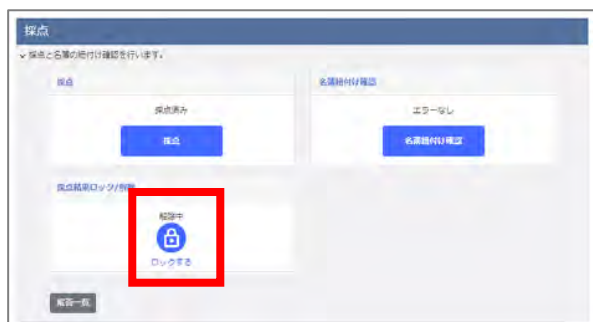 採点
採点と名簿の紐付け確認を行います。
採点
名簿紐付け確認
採点済み
エラーなし
採点
名簿紐付け確認
採点結果ロック/解除
解除中
ロックする
解答一覧